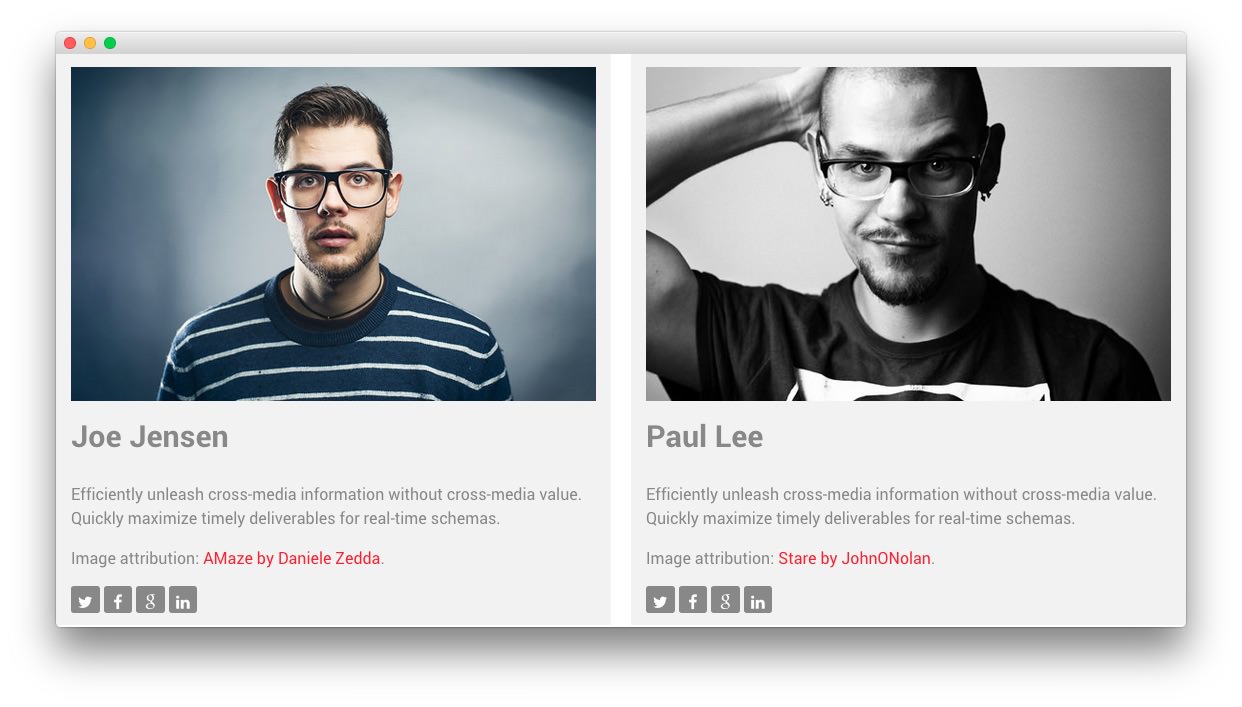 Joe Jensen
Efficiently unleash cross-media information without cross-media value.
Quickly maximize timely deliverables for real-time schemas.
Image attribution: AMaze by Daniele Zedda.
Paul Lee
Efficiently unleash cross-media information without cross-media value.
Quickly maximize timely deliverables for real-time schemas.
Image attribution: Stare by JohnONolan.